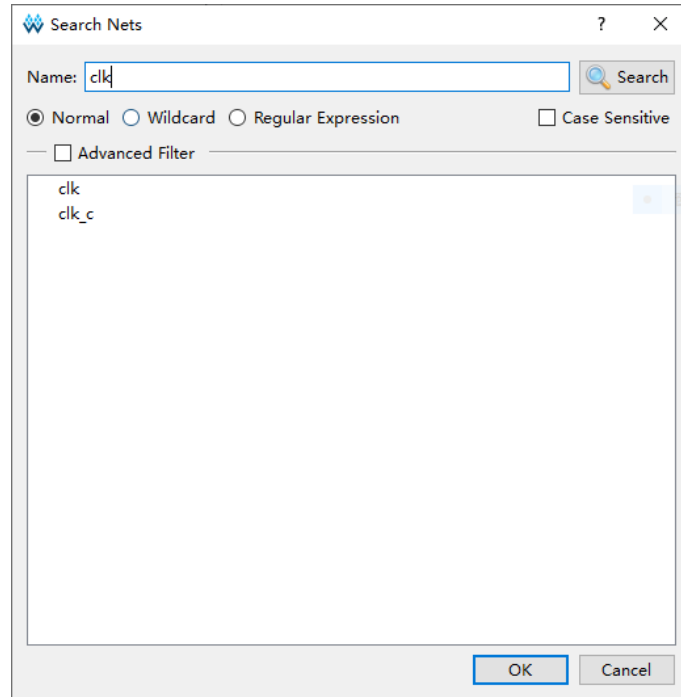 Search Nets
Name: clk Search
Normal Wildcard Regular Expression Case Sensitive
Advanced Filter
clk
clk_c
OK Cancel